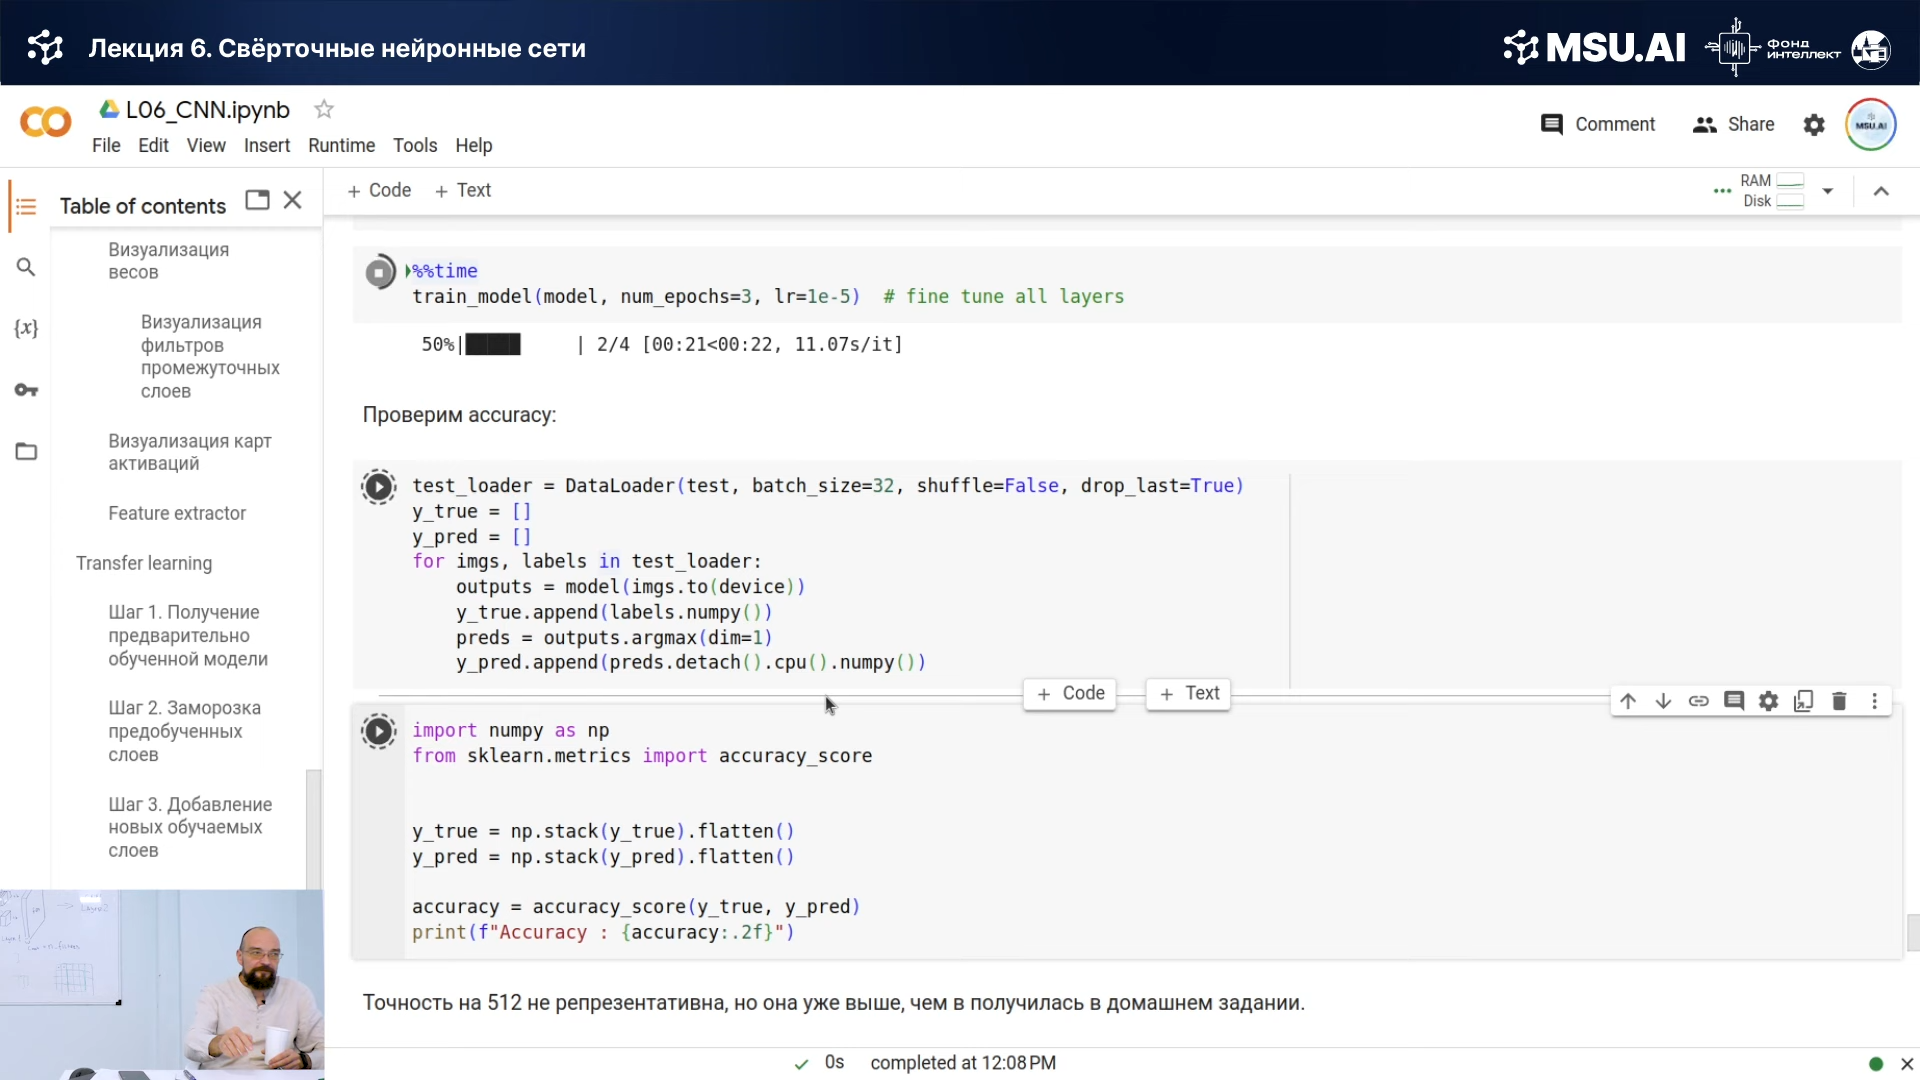 Лекция 6. Свёрточные нейронные сети
MSU.AI
ФОНД
ИНТЕЛЛЕКТ
L06_CNN.ipynb
File Edit View Insert Runtime Tools Help
Comment
Share
MSU.AI
Table of contents
+ Code + Text
RAM
Disk
Визуализация
весов
Визуализация
фильтров
промежуточных
слоев
Визуализация карт
активаций
Feature extractor
Transfer learning
Шаг 1. Получение
предварительно
обученной модели
Шаг 2. Заморозка
предобученных
слоев
Шаг 3. Добавление
новых обучаемых
слоев
{x}
%%time
train_model(model, num_epochs=3, lr=1e-5)  # fine tune all layers
50%|█████     | 2/4 [00:21<00:22, 11.07s/it]
Проверим accuracy:
test_loader = DataLoader(test, batch_size=32, shuffle=False, drop_last=True)
y_true = []
y_pred = []
for imgs, labels in test_loader:
    outputs = model(imgs.to(device))
    y_true.append(labels.numpy())
    preds = outputs.argmax(dim=1)
    y_pred.append(preds.detach().cpu().numpy())
+ Code + Text
import numpy as np
from sklearn.metrics import accuracy_score
y_true = np.stack(y_true).flatten()
y_pred = np.stack(y_pred).flatten()
accuracy = accuracy_score(y_true, y_pred)
print(f"Accuracy : {accuracy:.2f}")
Точность на 512 не репрезентативна, но она уже выше, чем в получилась в домашнем задании.
0s completed at 12:08 PM